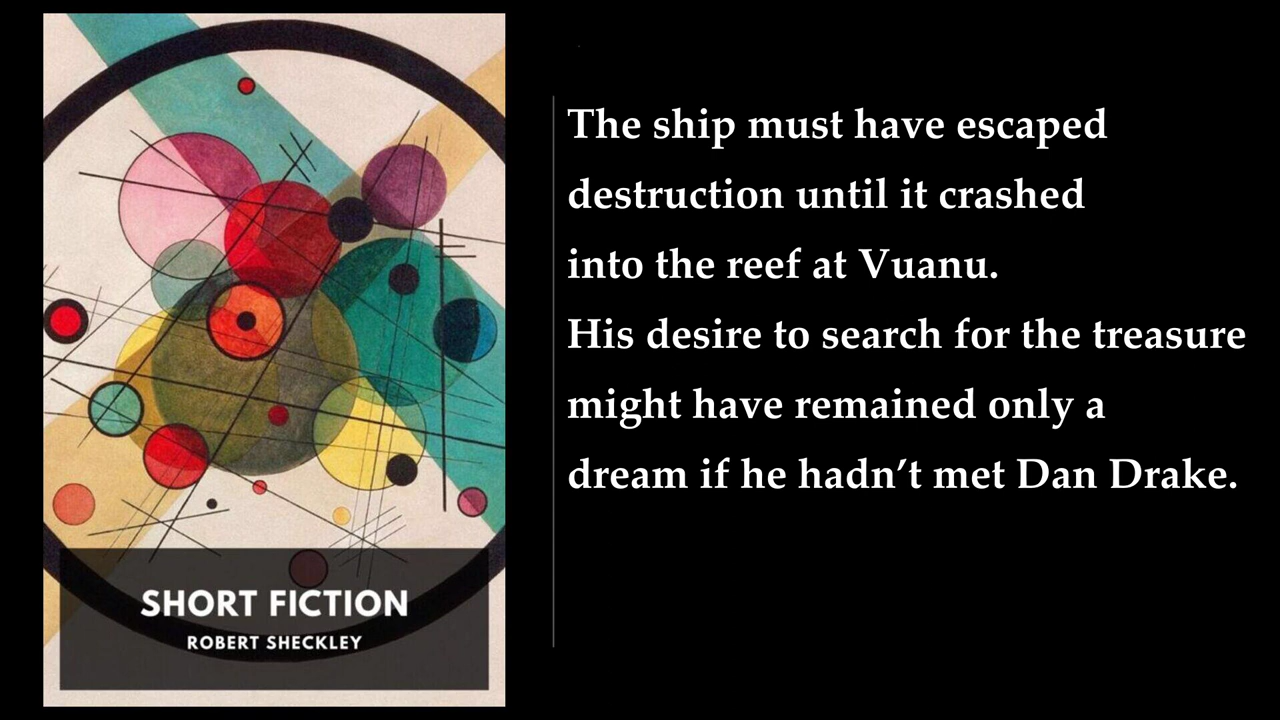 SHORT FICTION
ROBERT SHECKLEY
The ship must have escaped
destruction until it crashed
into the reef at Vuanu.
His desire to search for the treasure
might have remained only a
dream if he hadn’t met Dan Drake.